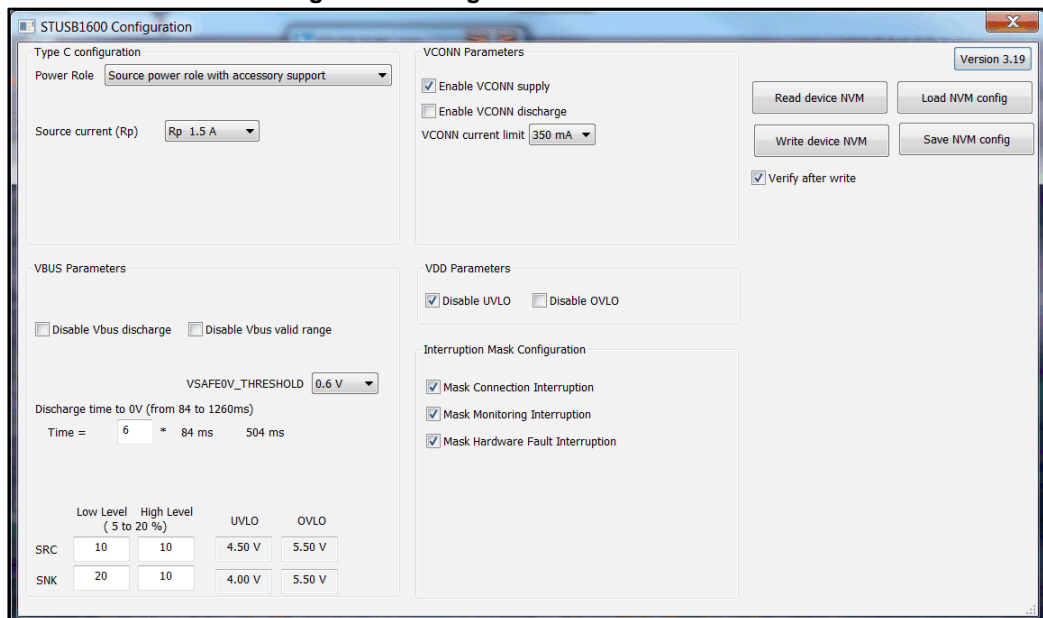 STUSB1600 Configuration
Type C configuration
Power Role Source power role with accessory support
Source current (Rp) Rp 1.5 A
VCONN Parameters
Enable VCONN supply
Enable VCONN discharge
VCONN current limit 350 mA
Version 3.19
Read device NVM Load NVM config
Write device NVM Save NVM config
Verify after write
VBUS Parameters
Disable Vbus discharge Disable Vbus valid range
VSAFE0V_THRESHOLD 0.6 V
Discharge time to 0V (from 84 to 1260ms)
Time = 6 * 84 ms 504 ms
Low Level High Level UVLO OVLO
( 5 to 20 %)
SRC 10 10 4.50 V 5.50 V
SNK 20 10 4.00 V 5.50 V
VDD Parameters
Disable UVLO Disable OVLO
Interruption Mask Configuration
Mask Connection Interruption
Mask Monitoring Interruption
Mask Hardware Fault Interruption